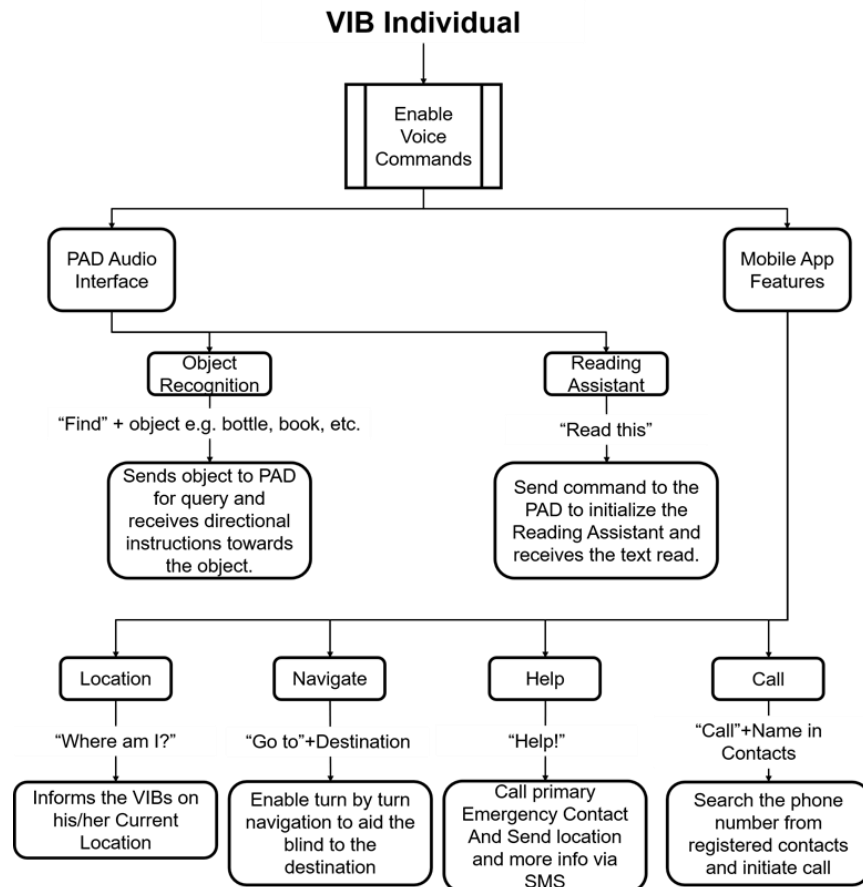 VIB Individual
Enable
Voice
Commands
PAD Audio
Interface
Mobile App
Features
Object
Recognition
Reading
Assistant
“Find” + object e.g. bottle, book, etc.
“Read this”
Sends object to PAD
for query and
receives directional
instructions towards
the object.
Send command to the
PAD to initialize the
Reading Assistant and
receives the text read.
Location
Navigate
Help
Call
“Where am I?”
“Go to”+Destination
“Help!”
“Call”+Name in
Contacts
Informs the VIBs on
his/her Current
Location
Enable turn by turn
navigation to aid the
blind to the
destination
Call primary
Emergency Contact
And Send location
and more info via
SMS
Search the phone
number from
registered contacts
and initiate call